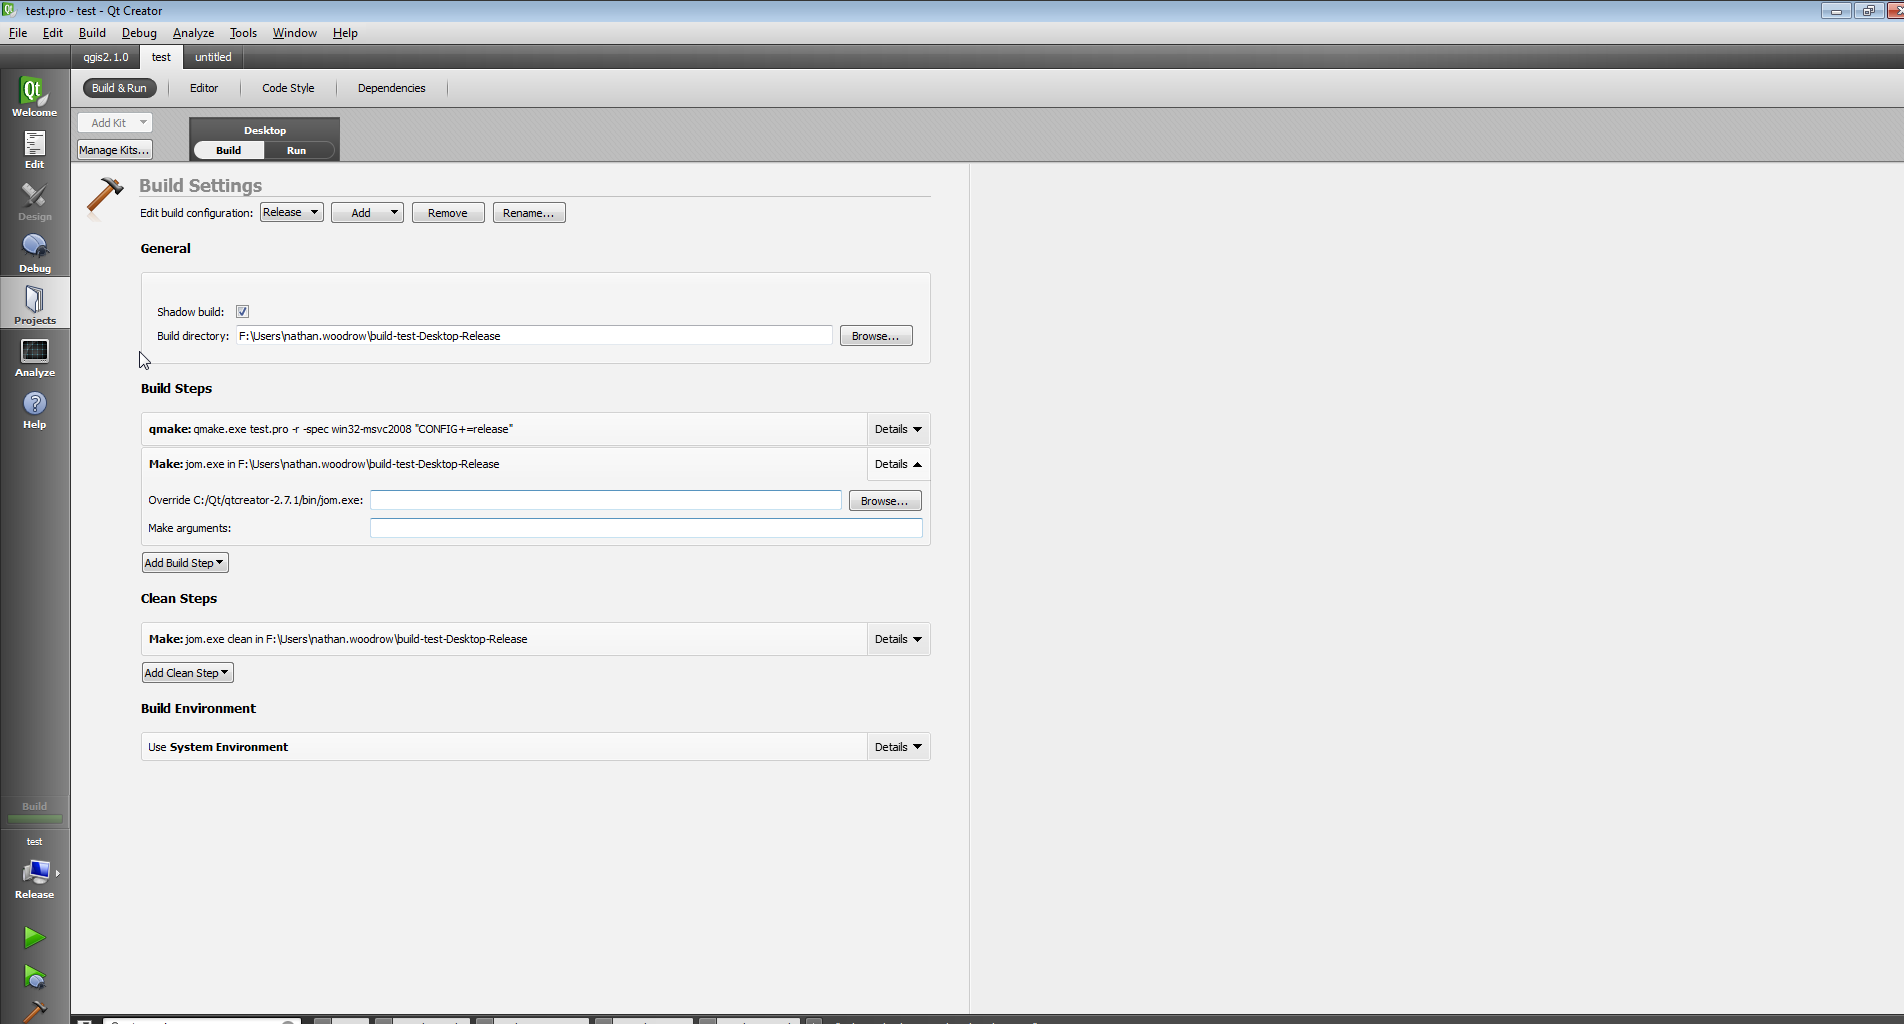 test.pro - test - Qt Creator
File Edit Build Debug Analyze Tools Window Help
qgis2.1.0 test untitled
Build & Run Editor Code Style Dependencies
Welcome
Edit
Design
Debug
Projects
Analyze
Help
Build
test
Release
Add Kit
Manage Kits...
Desktop
Build Run
Build Settings
Edit build configuration: Release Add Remove Rename...
General
Shadow build:
Build directory: F:\Users\nathan.woodrow\build-test-Desktop-Release Browse...
Build Steps
qmake: qmake.exe test.pro -r -spec win32-msvc2008 "CONFIG+=release" Details
Make: jom.exe in F:\Users\nathan.woodrow\build-test-Desktop-Release Details
Override C:/Qt/qtcreator-2.7.1/bin/jom.exe: Browse...
Make arguments:
Add Build Step
Clean Steps
Make: jom.exe clean in F:\Users\nathan.woodrow\build-test-Desktop-Release Details
Add Clean Step
Build Environment
Use System Environment Details